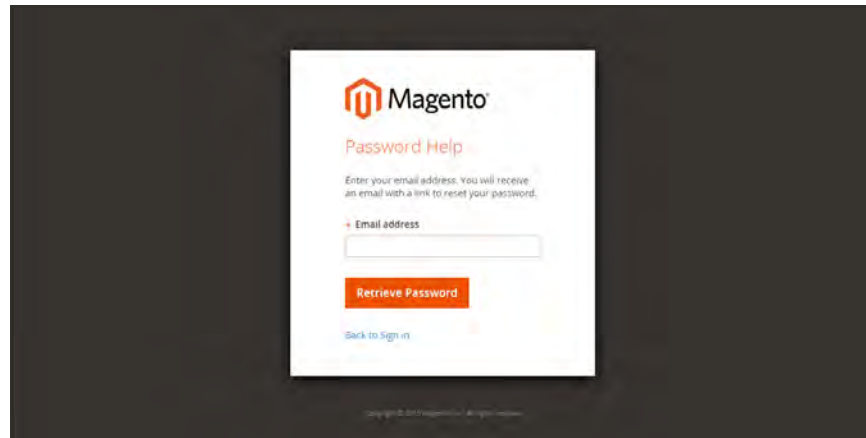 Magento
Password Help
Enter your email address. You will receive
an email with a link to reset your password.
* Email address
Retrieve Password
Back to Sign in